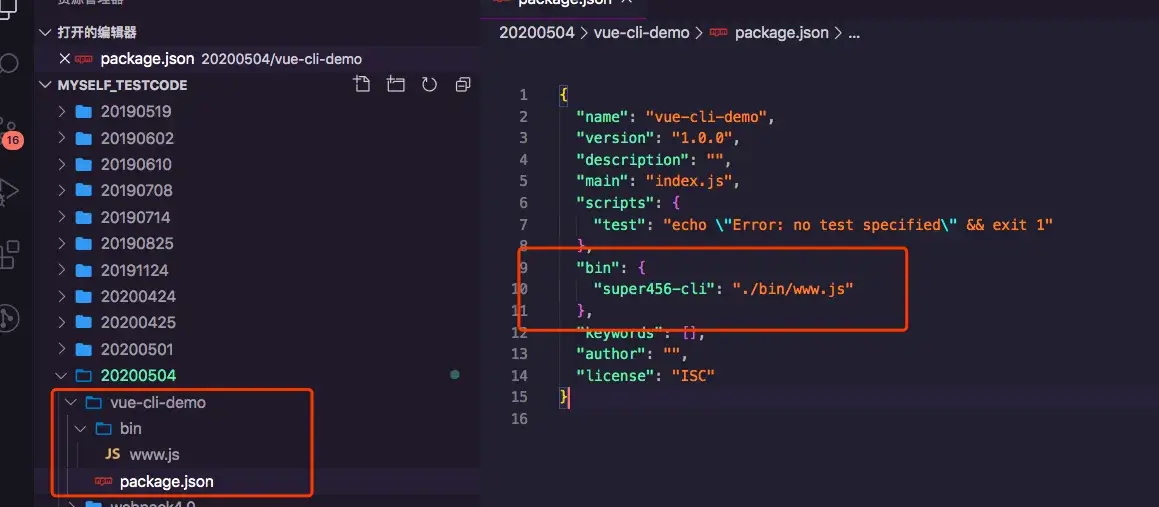 资源管理器
打开的编辑器
package.json 20200504/vue-cli-demo
MYSELF_TESTCODE
20190519
20190602
20190610
16
20190708
20190714
20190825
20191124
20200424
20200425
20200501
20200504
vue-cli-demo
bin
JS www.js
package.json
webpack4.0
package.json
20200504 > vue-cli-demo > package.json > ...
1 {
2 "name": "vue-cli-demo",
3 "version": "1.0.0",
4 "description": "",
5 "main": "index.js",
6 "scripts": {
7 "test": "echo \"Error: no test specified\" && exit 1"
8 },
9 "bin": {
10 "super456-cli": "./bin/www.js"
11 },
12 "keywords": [],
13 "author": "",
14 "license": "ISC"
15 }
16